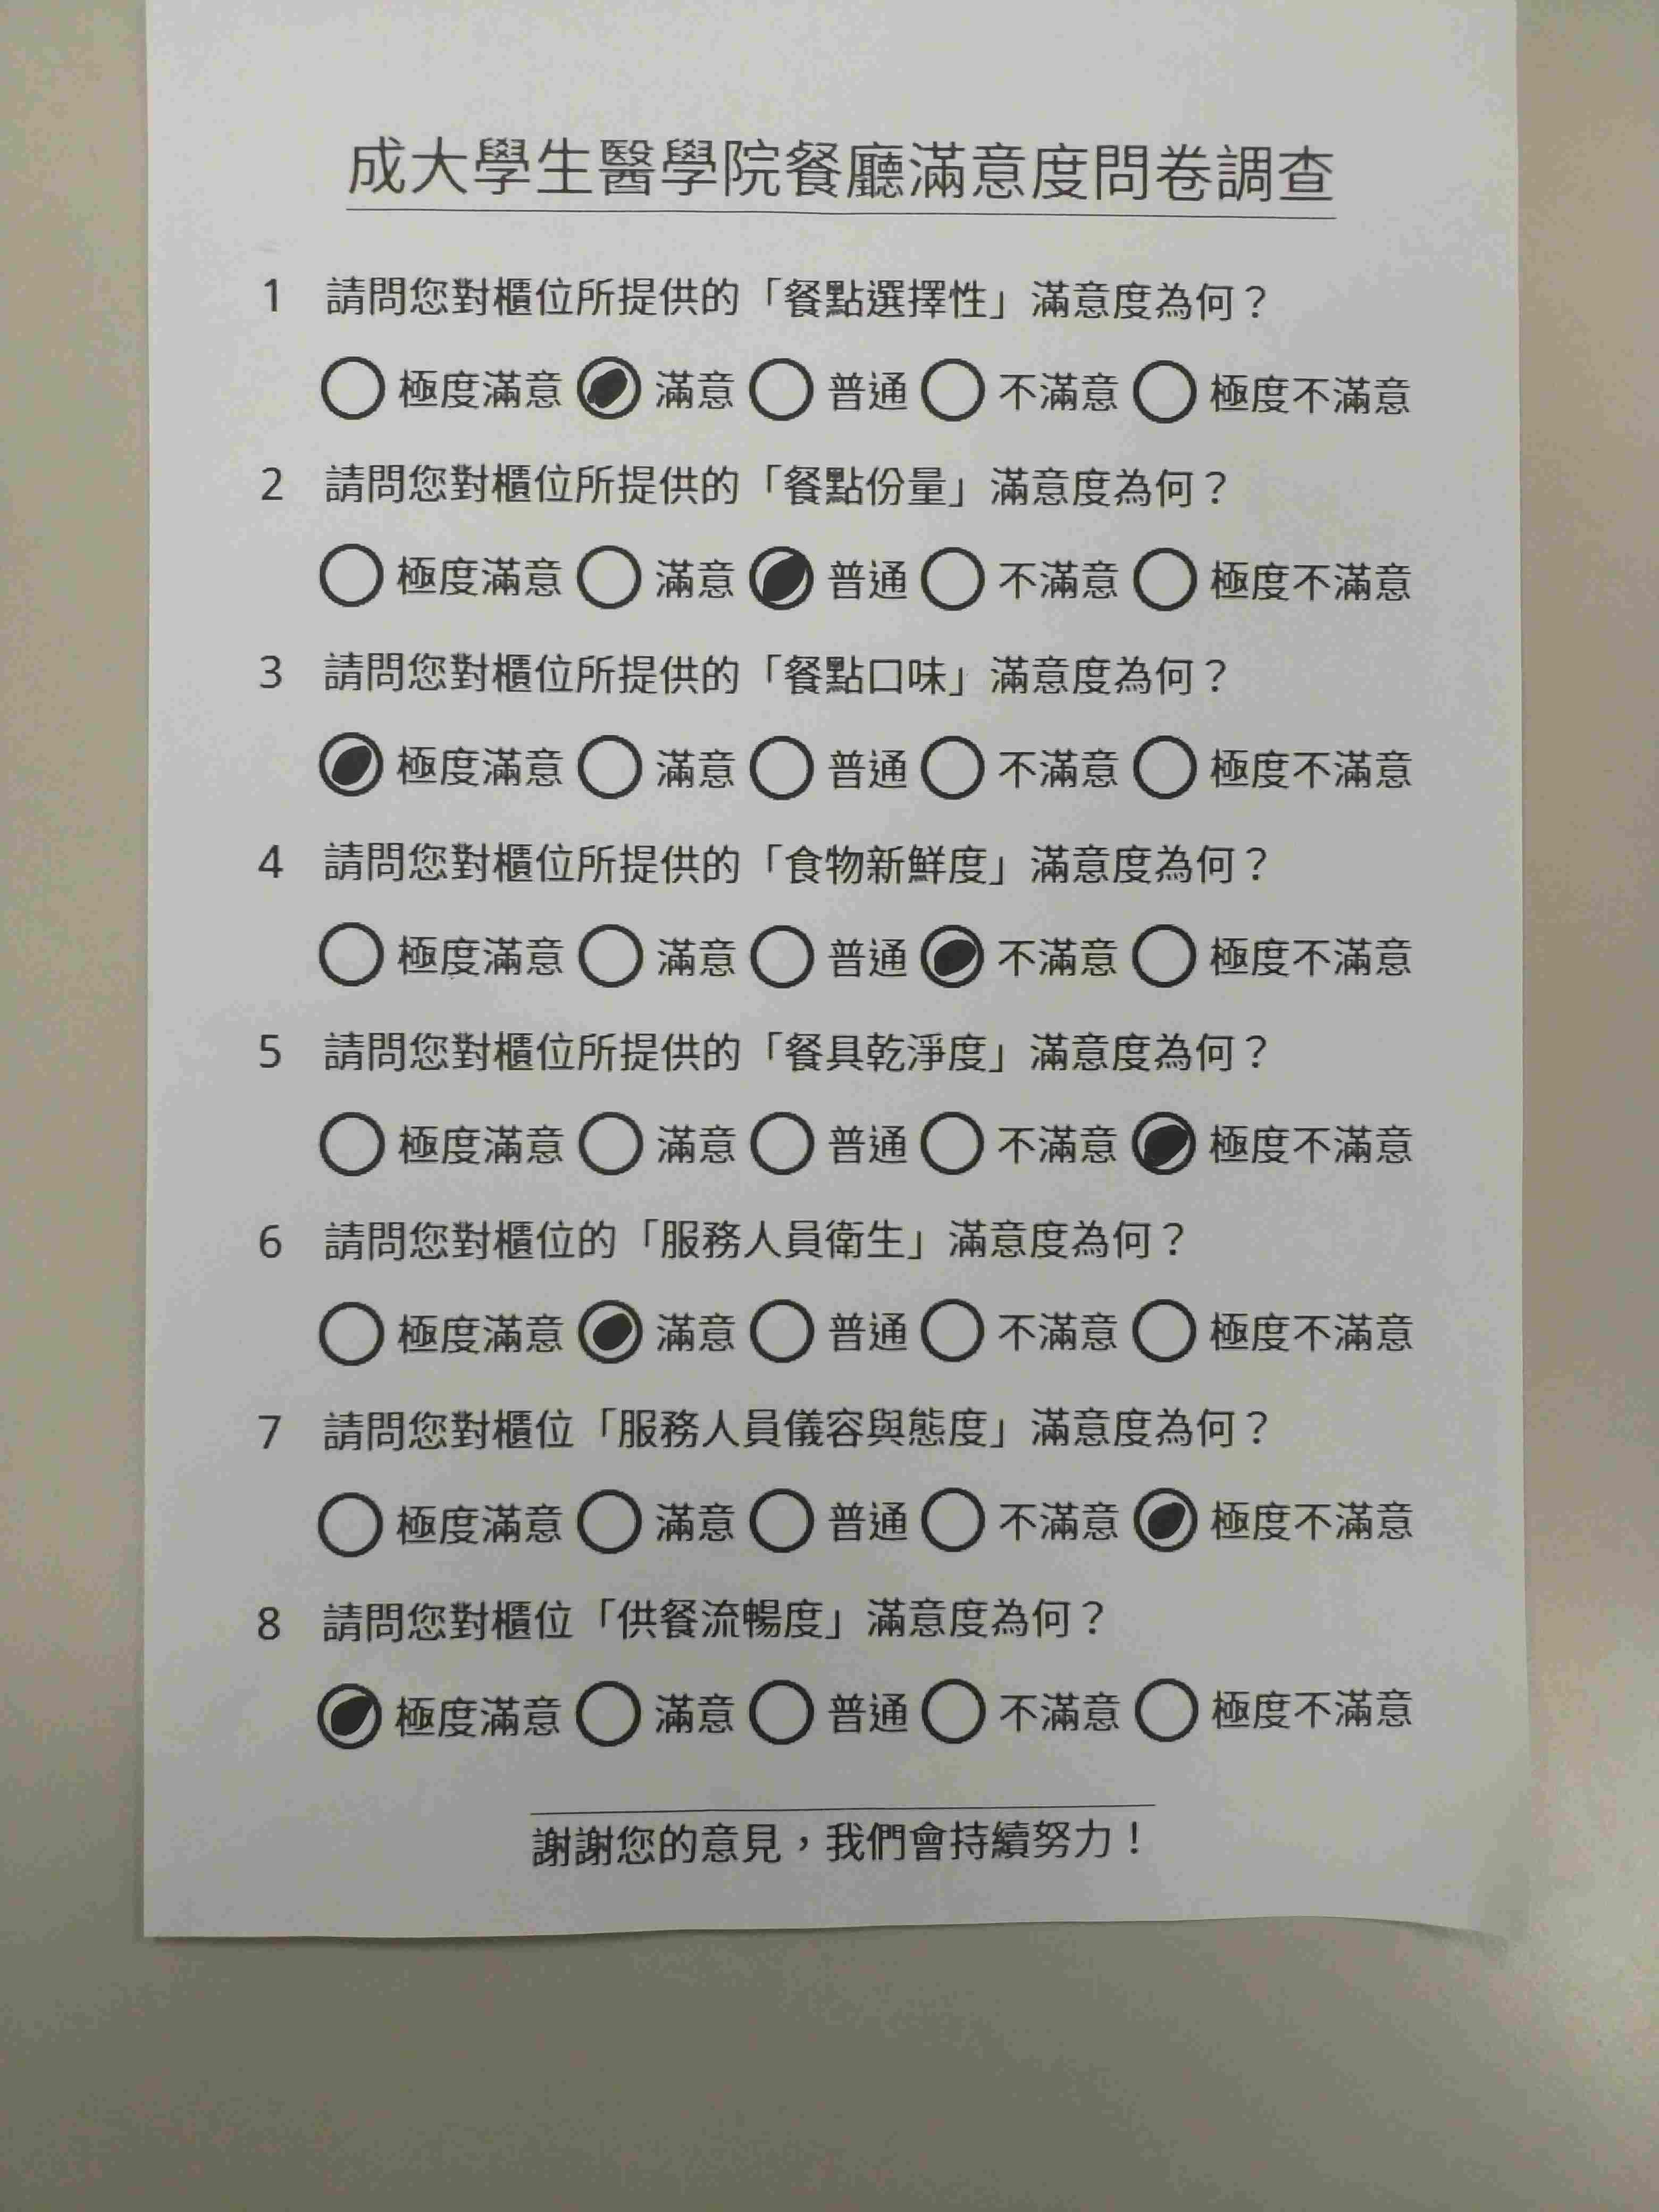 成大學生醫學院餐廳滿意度問卷調查
1 請問您對櫃位所提供的「餐點選擇性」滿意度為何？
極度滿意 滿意 普通 不滿意 極度不滿意
2 請問您對櫃位所提供的「餐點份量」滿意度為何？
極度滿意 滿意 普通 不滿意 極度不滿意
3 請問您對櫃位所提供的「餐點口味」滿意度為何？
極度滿意 滿意 普通 不滿意 極度不滿意
4 請問您對櫃位所提供的「食物新鮮度」滿意度為何？
極度滿意 滿意 普通 不滿意 極度不滿意
5 請問您對櫃位所提供的「餐具乾淨度」滿意度為何？
極度滿意 滿意 普通 不滿意 極度不滿意
6 請問您對櫃位的「服務人員衛生」滿意度為何？
極度滿意 滿意 普通 不滿意 極度不滿意
7 請問您對櫃位「服務人員儀容與態度」滿意度為何？
極度滿意 滿意 普通 不滿意 極度不滿意
8 請問您對櫃位「供餐流暢度」滿意度為何？
極度滿意 滿意 普通 不滿意 極度不滿意
謝謝您的意見，我們會持續努力！